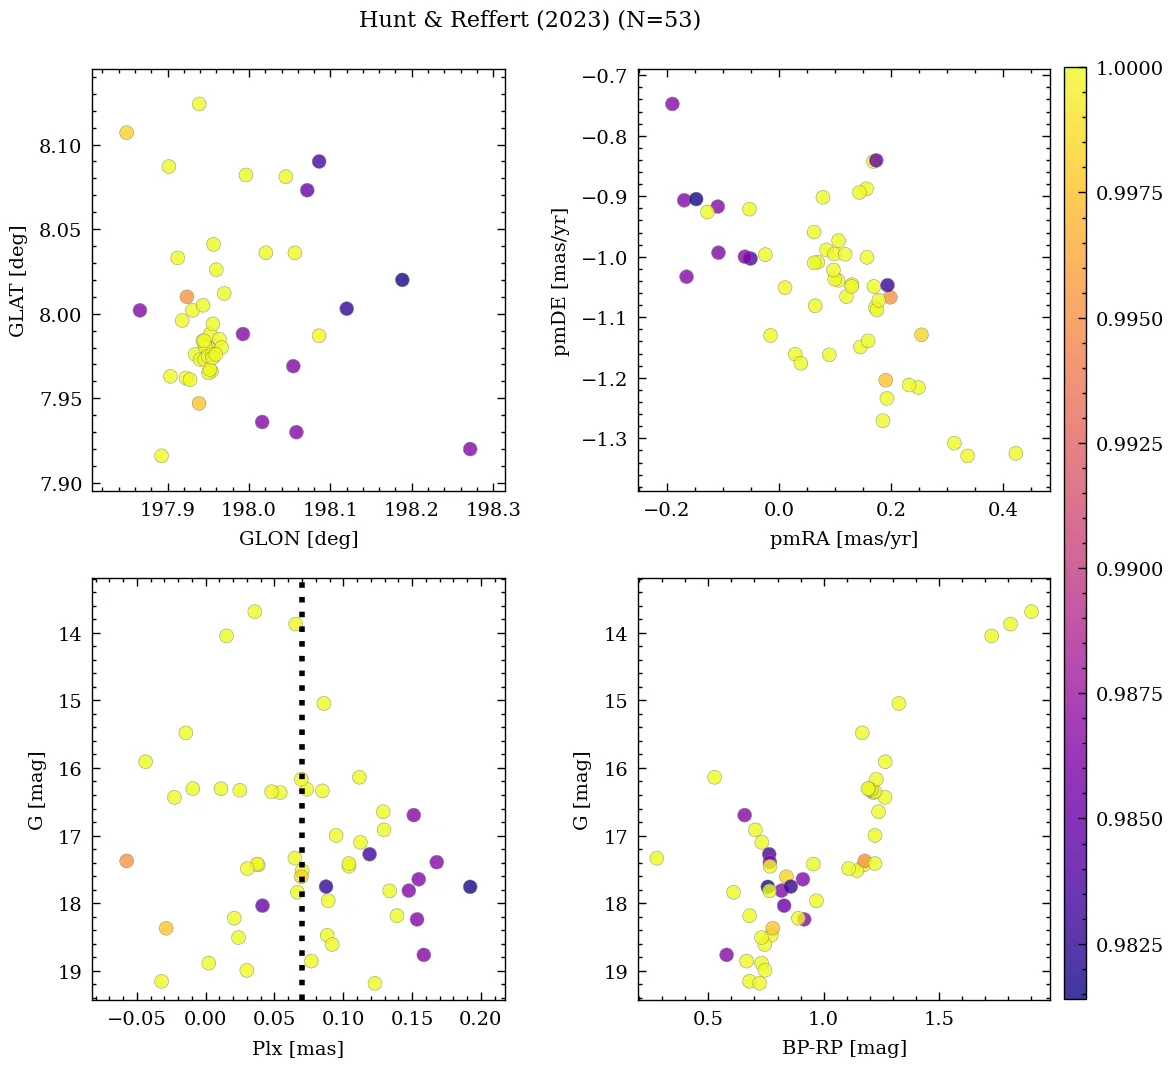 Hunt & Reffert (2023) (N=53)
8.10
8.05
8.00
7.95
7.90
GLAT [deg]
197.9 198.0 198.1 198.2 198.3
GLON [deg]
−0.7
−0.8
−0.9
−1.0
−1.1
−1.2
−1.3
pmDE [mas/yr]
−0.2 0.0 0.2 0.4
pmRA [mas/yr]
1.0000
0.9975
0.9950
0.9925
0.9900
0.9875
0.9850
0.9825
14
15
16
17
18
19
G [mag]
−0.05 0.00 0.05 0.10 0.15 0.20
Plx [mas]
14
15
16
17
18
19
G [mag]
0.5 1.0 1.5
BP-RP [mag]